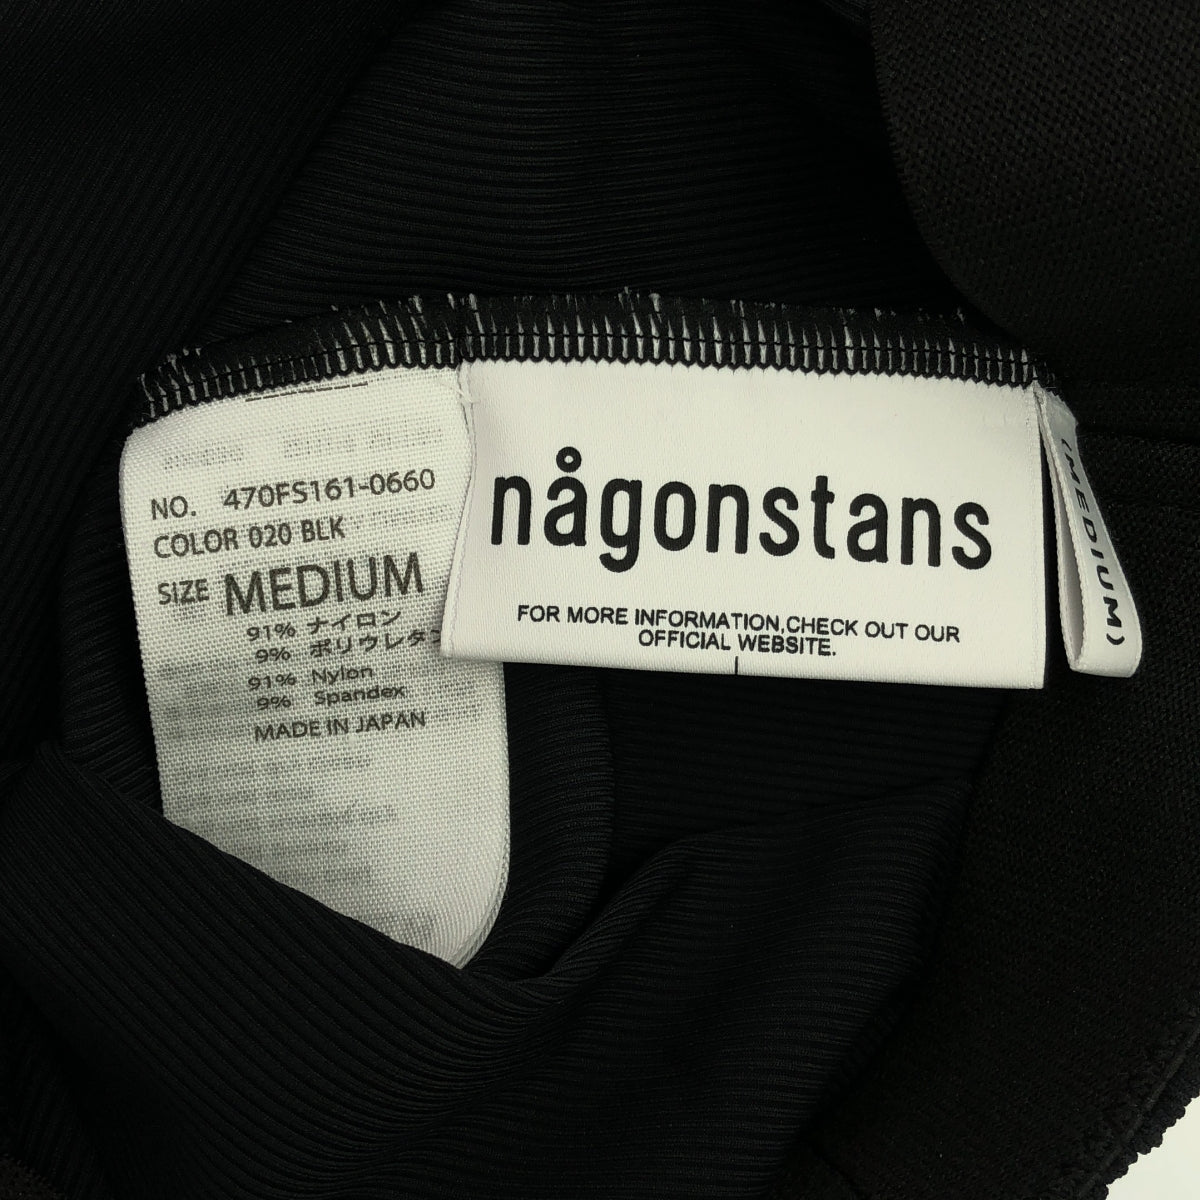 NO. 470FS161-0660
COLOR 020 BLK
SIZE MEDIUM
91% ナイロン
9% ポリウレタン
91% Nylon
9% Spandex
MADE IN JAPAN
någonstans
FOR MORE INFORMATION,CHECK OUT OUR
OFFICIAL WEBSITE.
(MEDIUM)